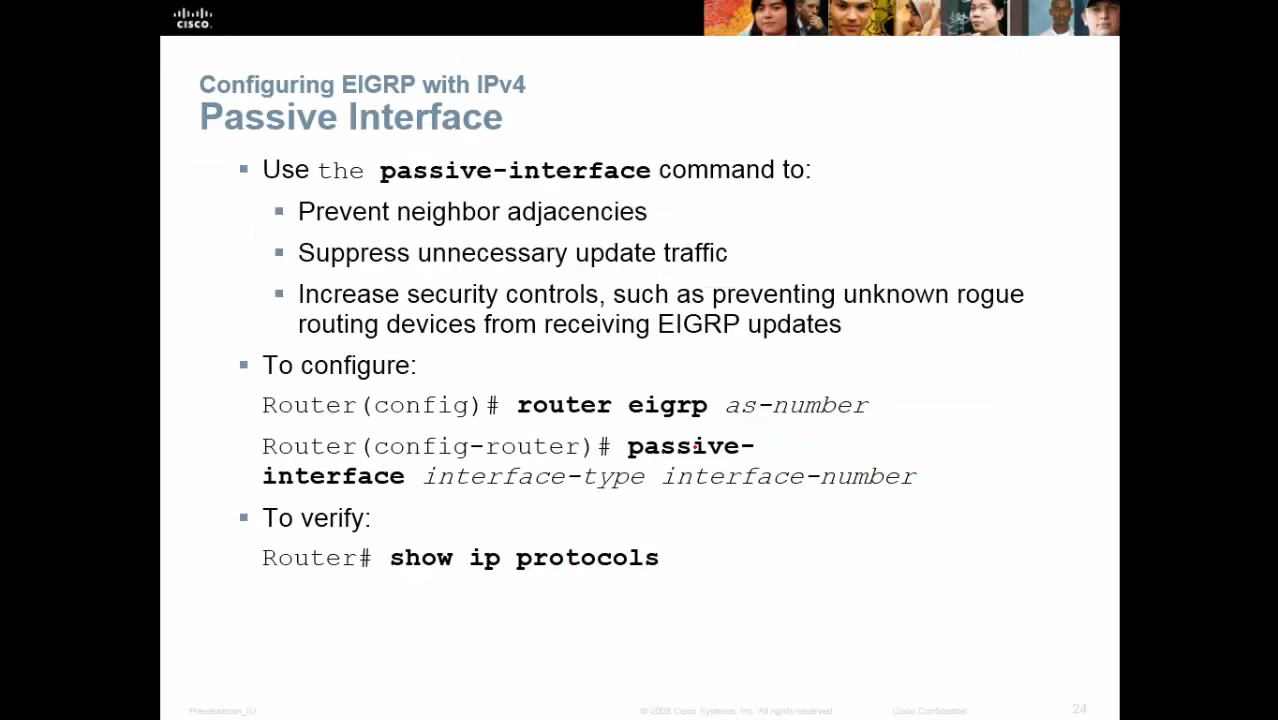 CISCO
Configuring EIGRP with IPv4
Passive Interface
Use the passive-interface command to:
Prevent neighbor adjacencies
Suppress unnecessary update traffic
Increase security controls, such as preventing unknown rogue
routing devices from receiving EIGRP updates
To configure:
Router(config)# router eigrp as-number
Router(config-router)# passive-
interface interface-type interface-number
To verify:
Router# show ip protocols
Presentation_ID
© 2008 Cisco Systems, Inc. All rights reserved
Cisco Confidential
24